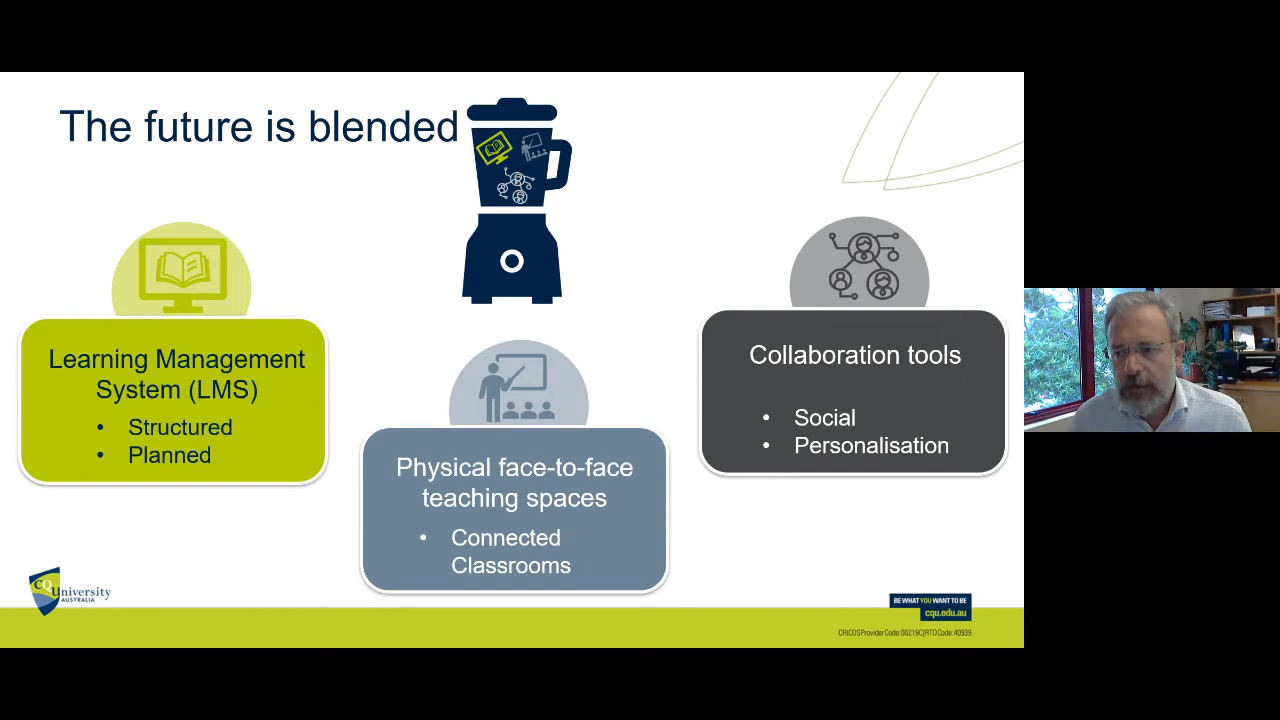 The future is blended
Learning Management
System (LMS)
• Structured
• Planned
Physical face-to-face
teaching spaces
• Connected
Classrooms
Collaboration tools
• Social
• Personalisation
CQUniversity
AUSTRALIA
BE WHAT YOU WANT TO BE
cqu.edu.au
CRICOS Provider Code: 00219C | RTO Code: 40939